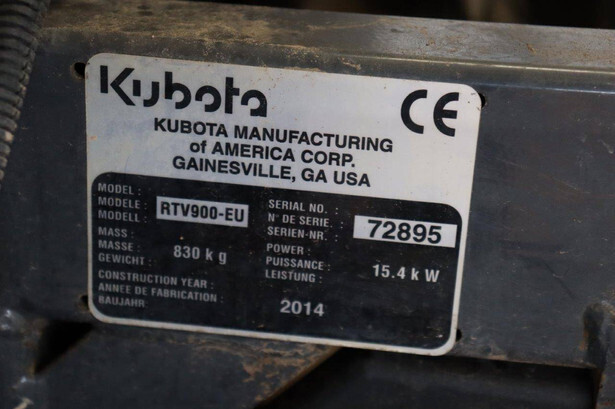 Kubota
CE
KUBOTA MANUFACTURING
of AMERICA CORP.
GAINESVILLE, GA USA
MODEL :
MODELE :
MODELL :
RTV900-EU
SERIAL NO. :
N° DE SERIE. :
SERIEN-NR. :
72895
MASS :
MASSE :
GEWICHT :
830 kg
POWER :
PUISSANCE :
LEISTUNG :
15.4 kW
CONSTRUCTION YEAR :
ANNEE DE FABRICATION :
BAUJAHR
2014